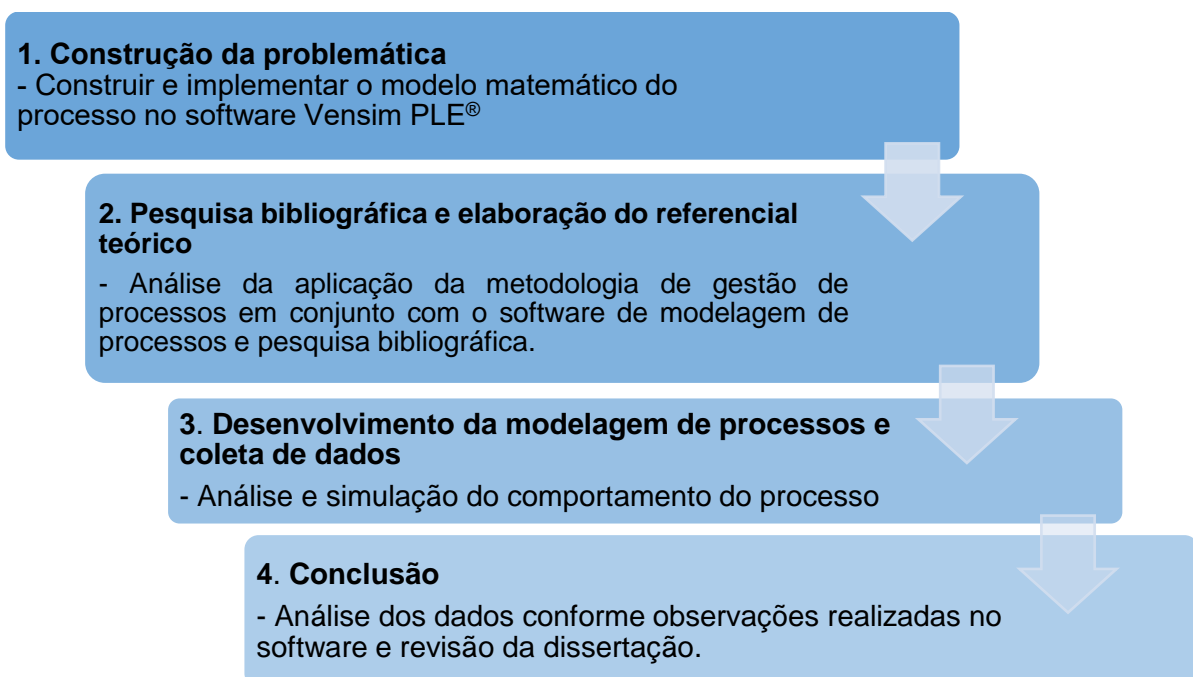 1. Construção da problemática
- Construir e implementar o modelo matemático do
processo no software Vensim PLE®
2. Pesquisa bibliográfica e elaboração do referencial
teórico
- Análise da aplicação da metodologia de gestão de
processos em conjunto com o software de modelagem de
processos e pesquisa bibliográfica.
3. Desenvolvimento da modelagem de processos e
coleta de dados
- Análise e simulação do comportamento do processo
4. Conclusão
- Análise dos dados conforme observações realizadas no
software e revisão da dissertação.